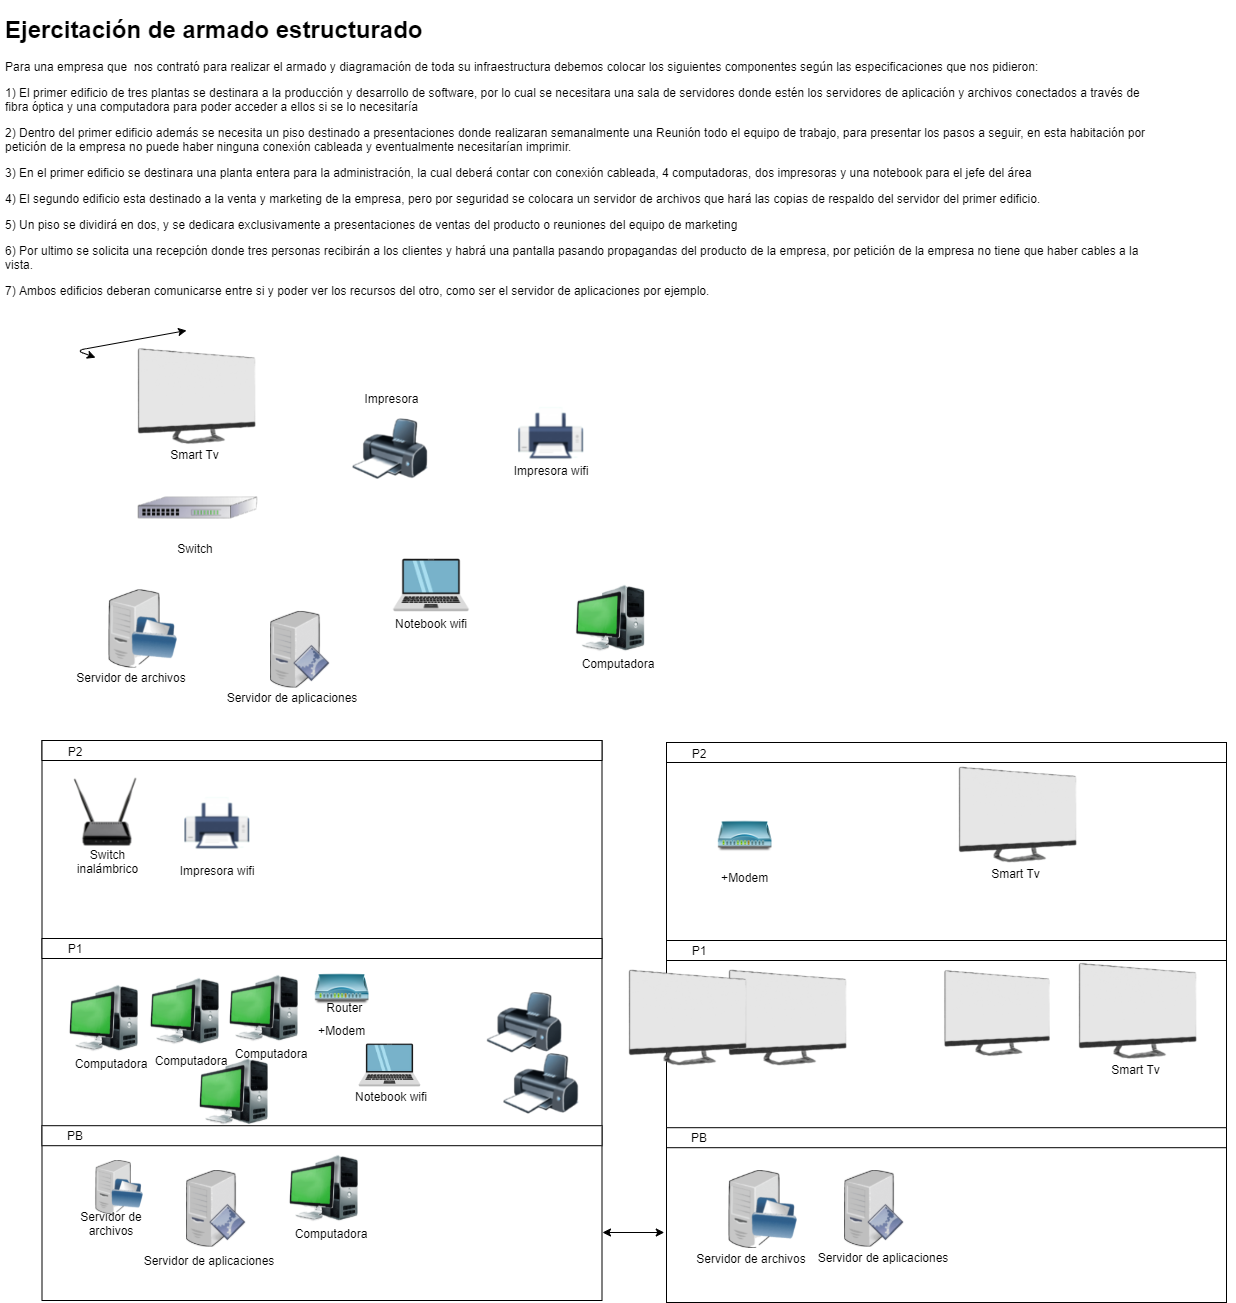 Ejercitación de armado estructurado
Para una empresa que  nos contrató para realizar el armado y diagramación de toda su infraestructura debemos colocar los siguientes componentes según las especificaciones que nos pidieron:
1) El primer edificio de tres plantas se destinara a la producción y desarrollo de software, por lo cual se necesitara una sala de servidores donde estén los servidores de aplicación y archivos conectados a través de
fibra óptica y una computadora para poder acceder a ellos si se lo necesitaría
2) Dentro del primer edificio además se necesita un piso destinado a presentaciones donde realizaran semanalmente una Reunión todo el equipo de trabajo, para presentar los pasos a seguir, en esta habitación por
petición de la empresa no puede haber ninguna conexión cableada y eventualmente necesitarían imprimir.
3) En el primer edificio se destinara una planta entera para la administración, la cual deberá contar con conexión cableada, 4 computadoras, dos impresoras y una notebook para el jefe del área
4) El segundo edificio esta destinado a la venta y marketing de la empresa, pero por seguridad se colocara un servidor de archivos que hará las copias de respaldo del servidor del primer edificio.
5) Un piso se dividirá en dos, y se dedicara exclusivamente a presentaciones de ventas del producto o reuniones del equipo de marketing
6) Por ultimo se solicita una recepción donde tres personas recibirán a los clientes y habrá una pantalla pasando propagandas del producto de la empresa, por petición de la empresa no tiene que haber cables a la
vista.
7) Ambos edificios deberan comunicarse entre si y poder ver los recursos del otro, como ser el servidor de aplicaciones por ejemplo.
Impresora
Smart Tv
Impresora wifi
Switch
Notebook wifi
Computadora
Servidor de archivos
Servidor de aplicaciones
P2
Switch
inalámbrico
Impresora wifi
P1
Router
+Modem
Computadora
Computadora
Computadora
Notebook wifi
PB
Servidor de
archivos
Servidor de aplicaciones
Computadora
P2
+Modem
Smart Tv
P1
Smart Tv
PB
Servidor de archivos
Servidor de aplicaciones